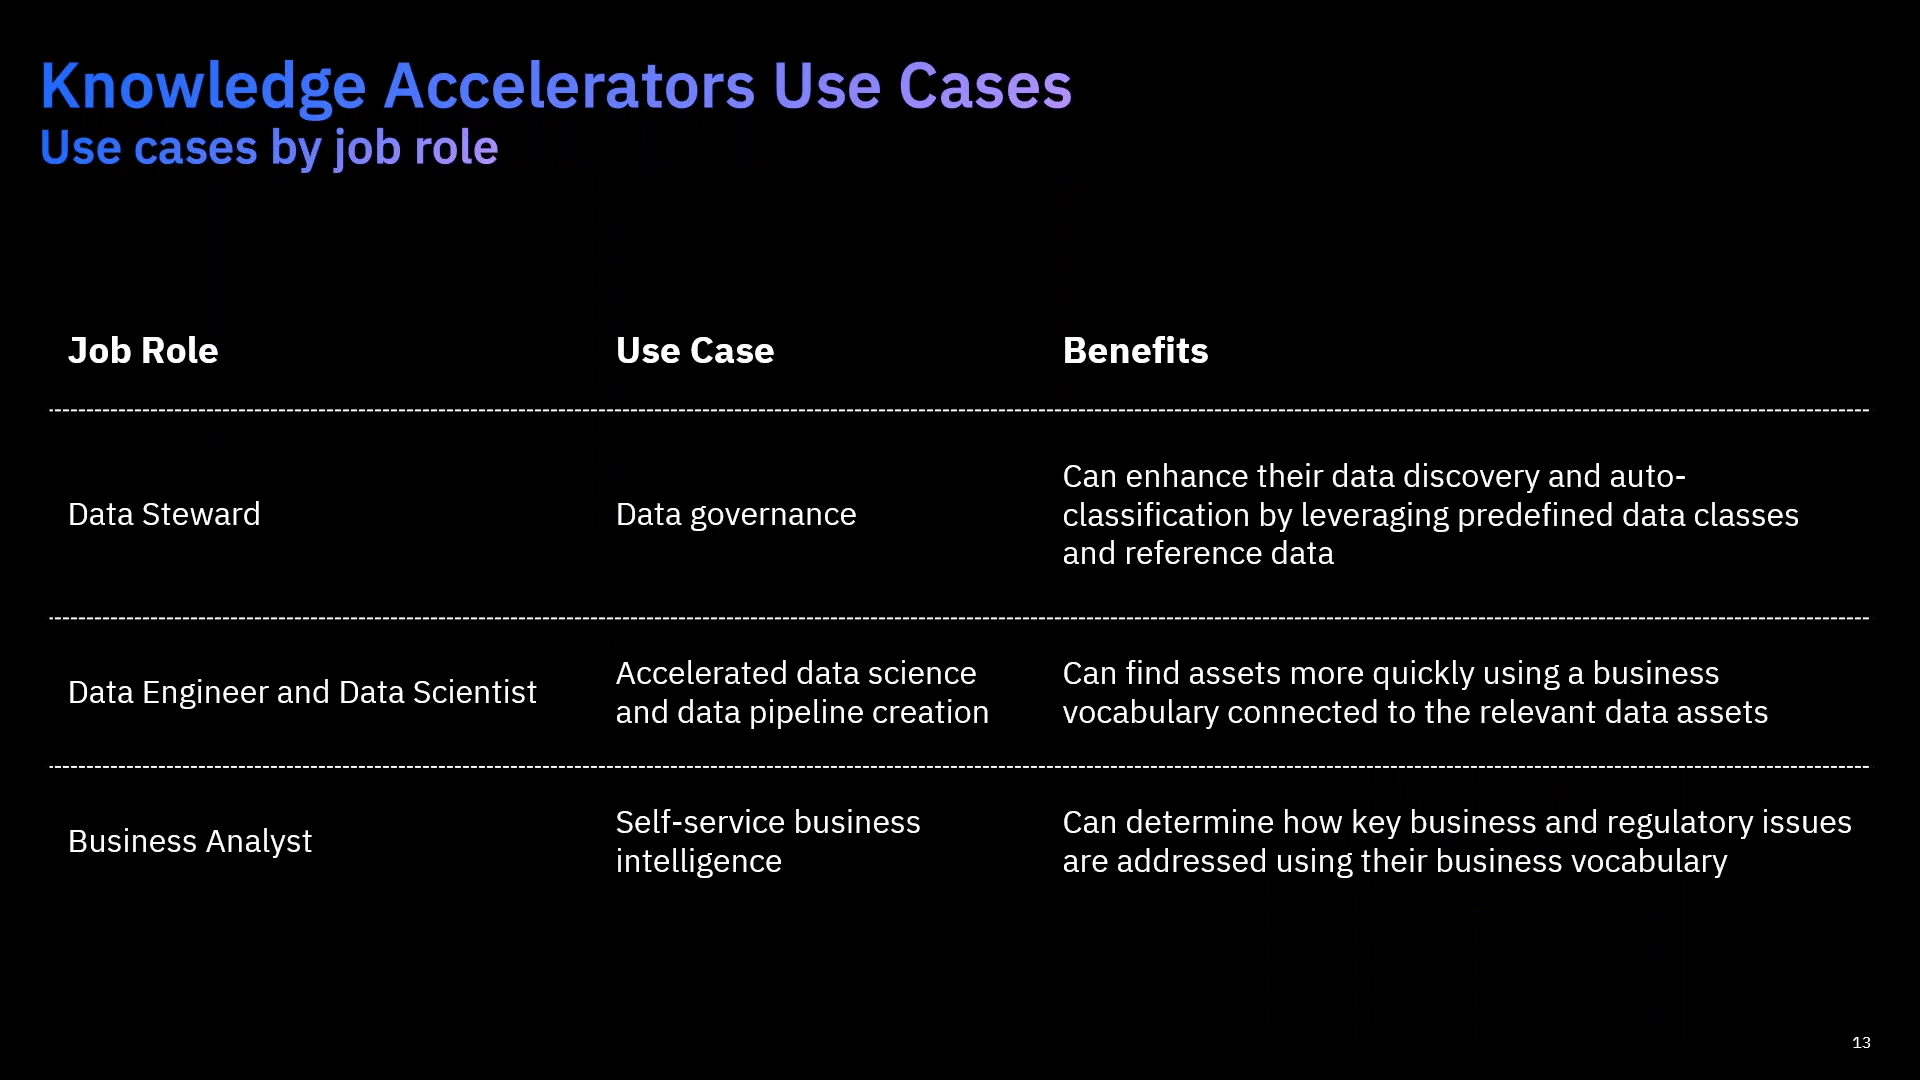 Knowledge Accelerators Use Cases
Use cases by job role
Job Role
Use Case
Benefits
Data Steward
Data governance
Can enhance their data discovery and auto-
classification by leveraging predefined data classes
and reference data
Data Engineer and Data Scientist
Accelerated data science
and data pipeline creation
Can find assets more quickly using a business
vocabulary connected to the relevant data assets
Business Analyst
Self-service business
intelligence
Can determine how key business and regulatory issues
are addressed using their business vocabulary
13